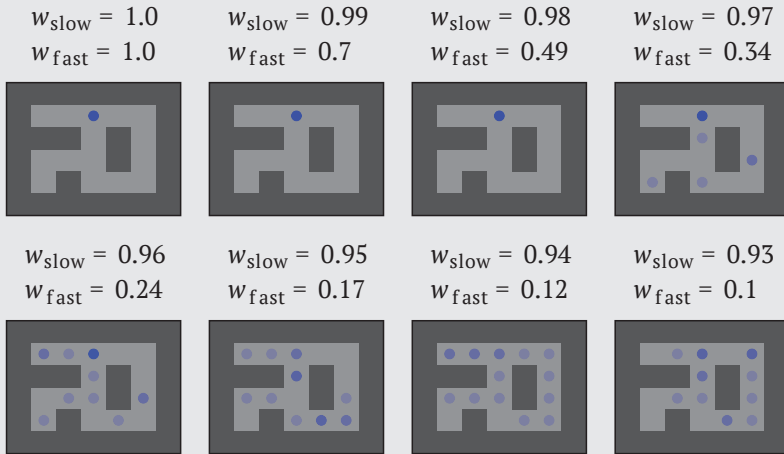 w_slow = 1.0 w_slow = 0.99 w_slow = 0.98 w_slow = 0.97
w_fast = 1.0 w_fast = 0.7 w_fast = 0.49 w_fast = 0.34
w_slow = 0.96 w_slow = 0.95 w_slow = 0.94 w_slow = 0.93
w_fast = 0.24 w_fast = 0.17 w_fast = 0.12 w_fast = 0.1